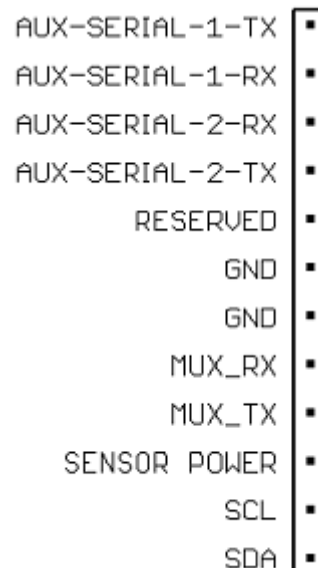 AUX-SERIAL-1-TX
AUX-SERIAL-1-RX
AUX-SERIAL-2-RX
AUX-SERIAL-2-TX
RESERVED
GND
GND
MUX_RX
MUX_TX
SENSOR POWER
SCL
SDA